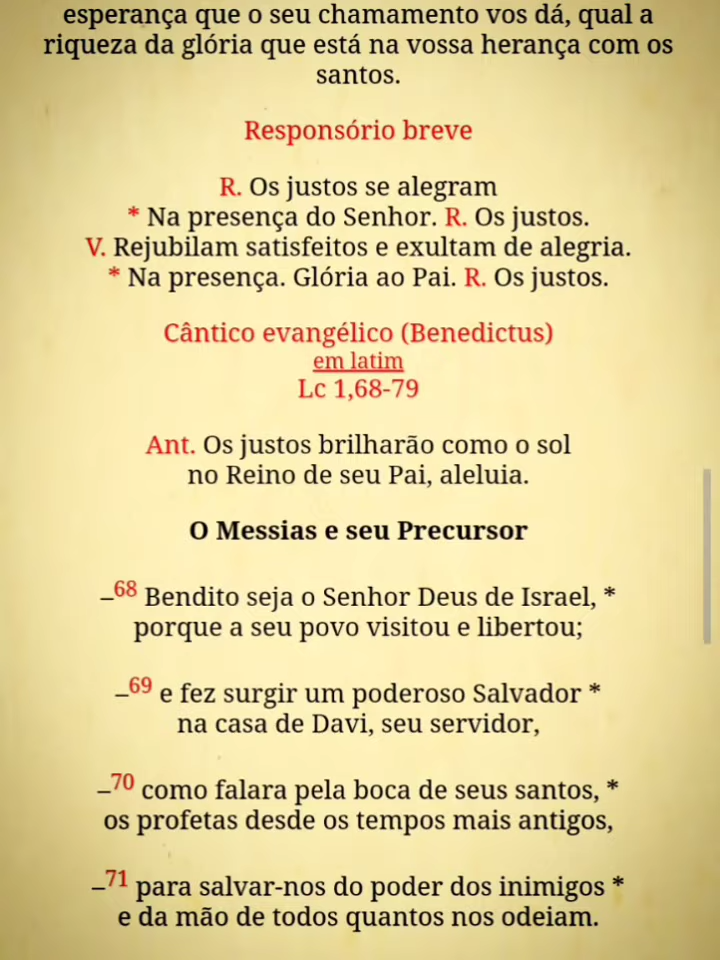 esperança que o seu chamamento vos dá, qual a
riqueza da glória que está na vossa herança com os
santos.
Responsório breve
R. Os justos se alegram
* Na presença do Senhor. R. Os justos.
V. Rejubilam satisfeitos e exultam de alegria.
* Na presença. Glória ao Pai. R. Os justos.
Cântico evangélico (Benedictus)
em latim
Lc 1,68-79
Ant. Os justos brilharão como o sol
no Reino de seu Pai, aleluia.
O Messias e seu Precursor
–68 Bendito seja o Senhor Deus de Israel, *
porque a seu povo visitou e libertou;
–69 e fez surgir um poderoso Salvador *
na casa de Davi, seu servidor,
–70 como falara pela boca de seus santos, *
os profetas desde os tempos mais antigos,
–71 para salvar-nos do poder dos inimigos *
e da mão de todos quantos nos odeiam.